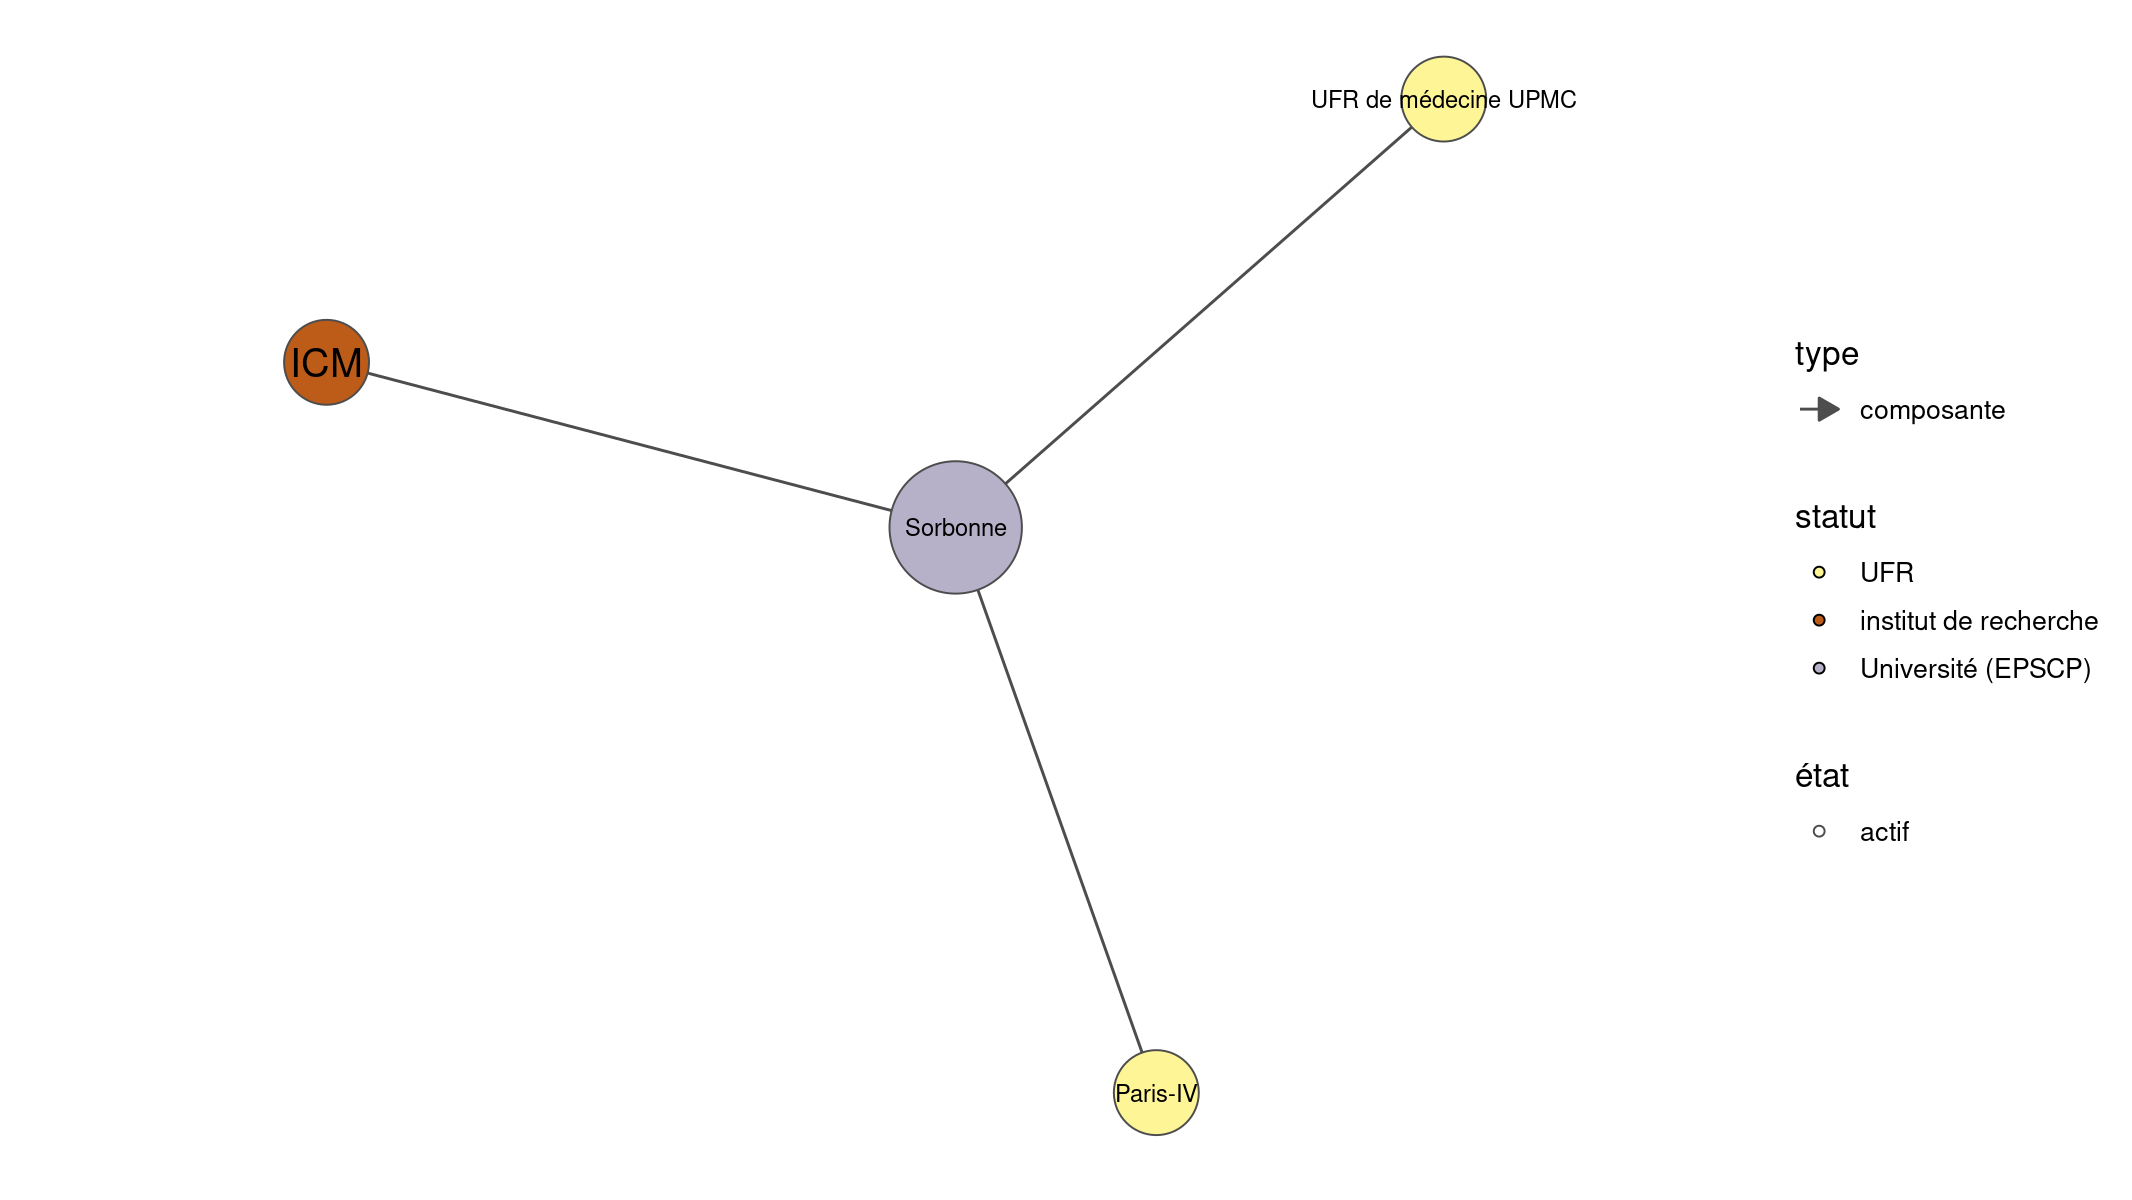 UFR de médecine UPMC
ICM
Sorbonne
Paris-IV
type
composante
statut
UFR
institut de recherche
Université (EPSCP)
état
actif